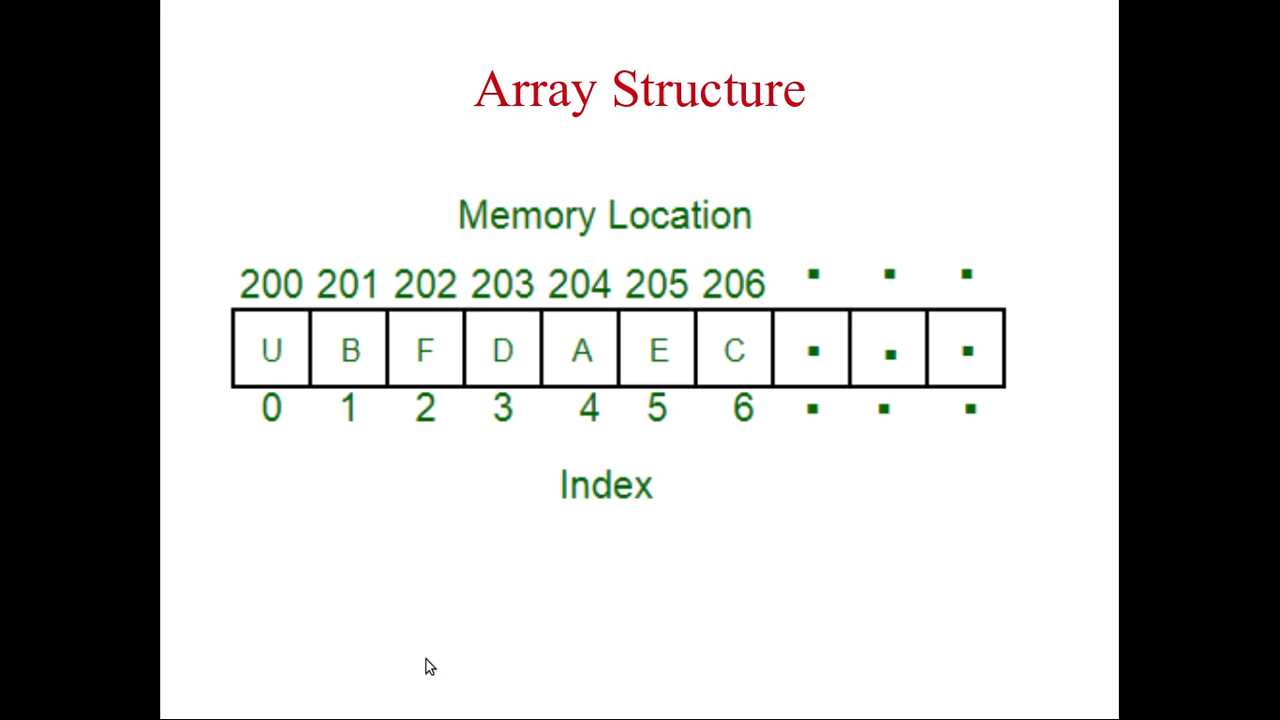 Array Structure
Memory Location
200 201 202 203 204 205 206 . . .
U B F D A E C . . .
0 1 2 3 4 5 6 . . .
Index